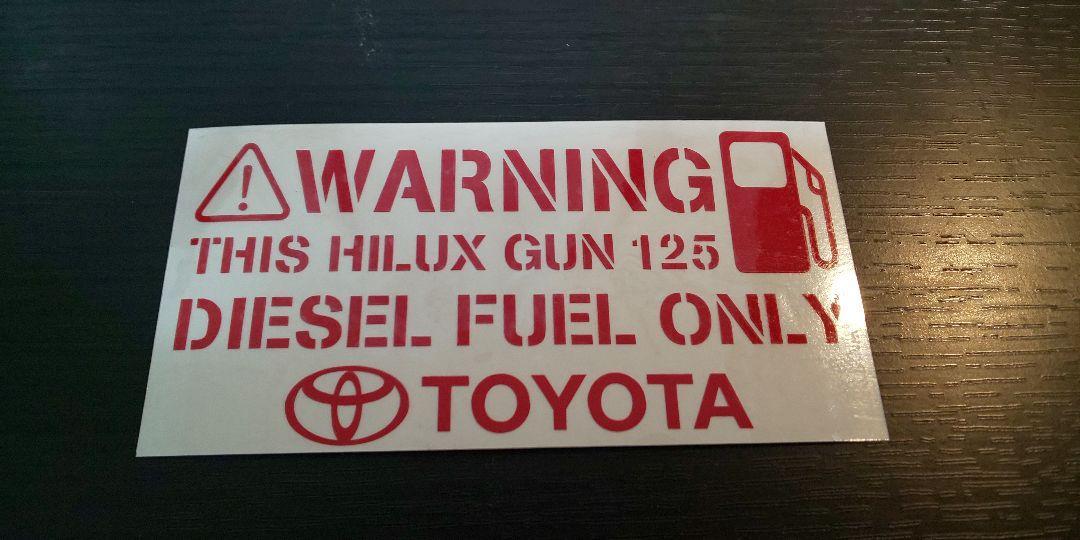 WARNING
THIS HILUX GUN 125
DIESEL FUEL ONLY
TOYOTA